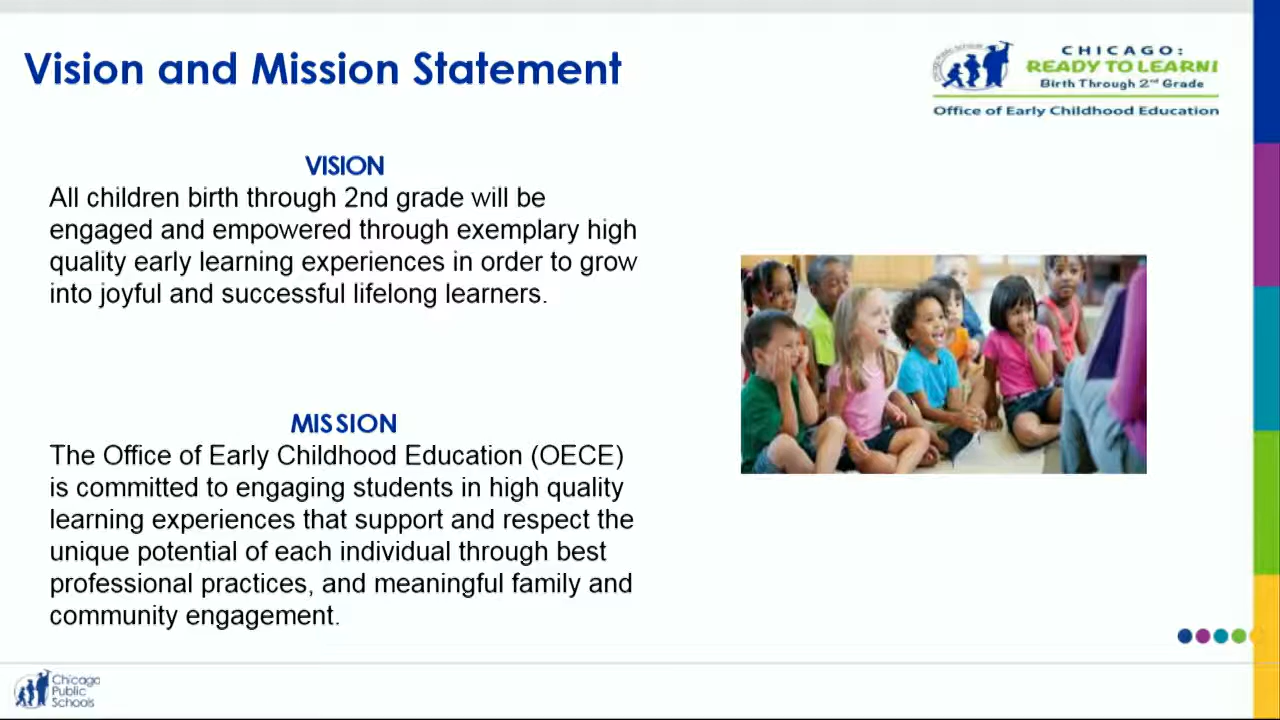 Vision and Mission Statement
CHICAGO:
READY TO LEARN!
Birth Through 2nd Grade
Office of Early Childhood Education
VISION
All children birth through 2nd grade will be
engaged and empowered through exemplary high
quality early learning experiences in order to grow
into joyful and successful lifelong learners.
MISSION
The Office of Early Childhood Education (OECE)
is committed to engaging students in high quality
learning experiences that support and respect the
unique potential of each individual through best
professional practices, and meaningful family and
community engagement.
Chicago
Public
Schools